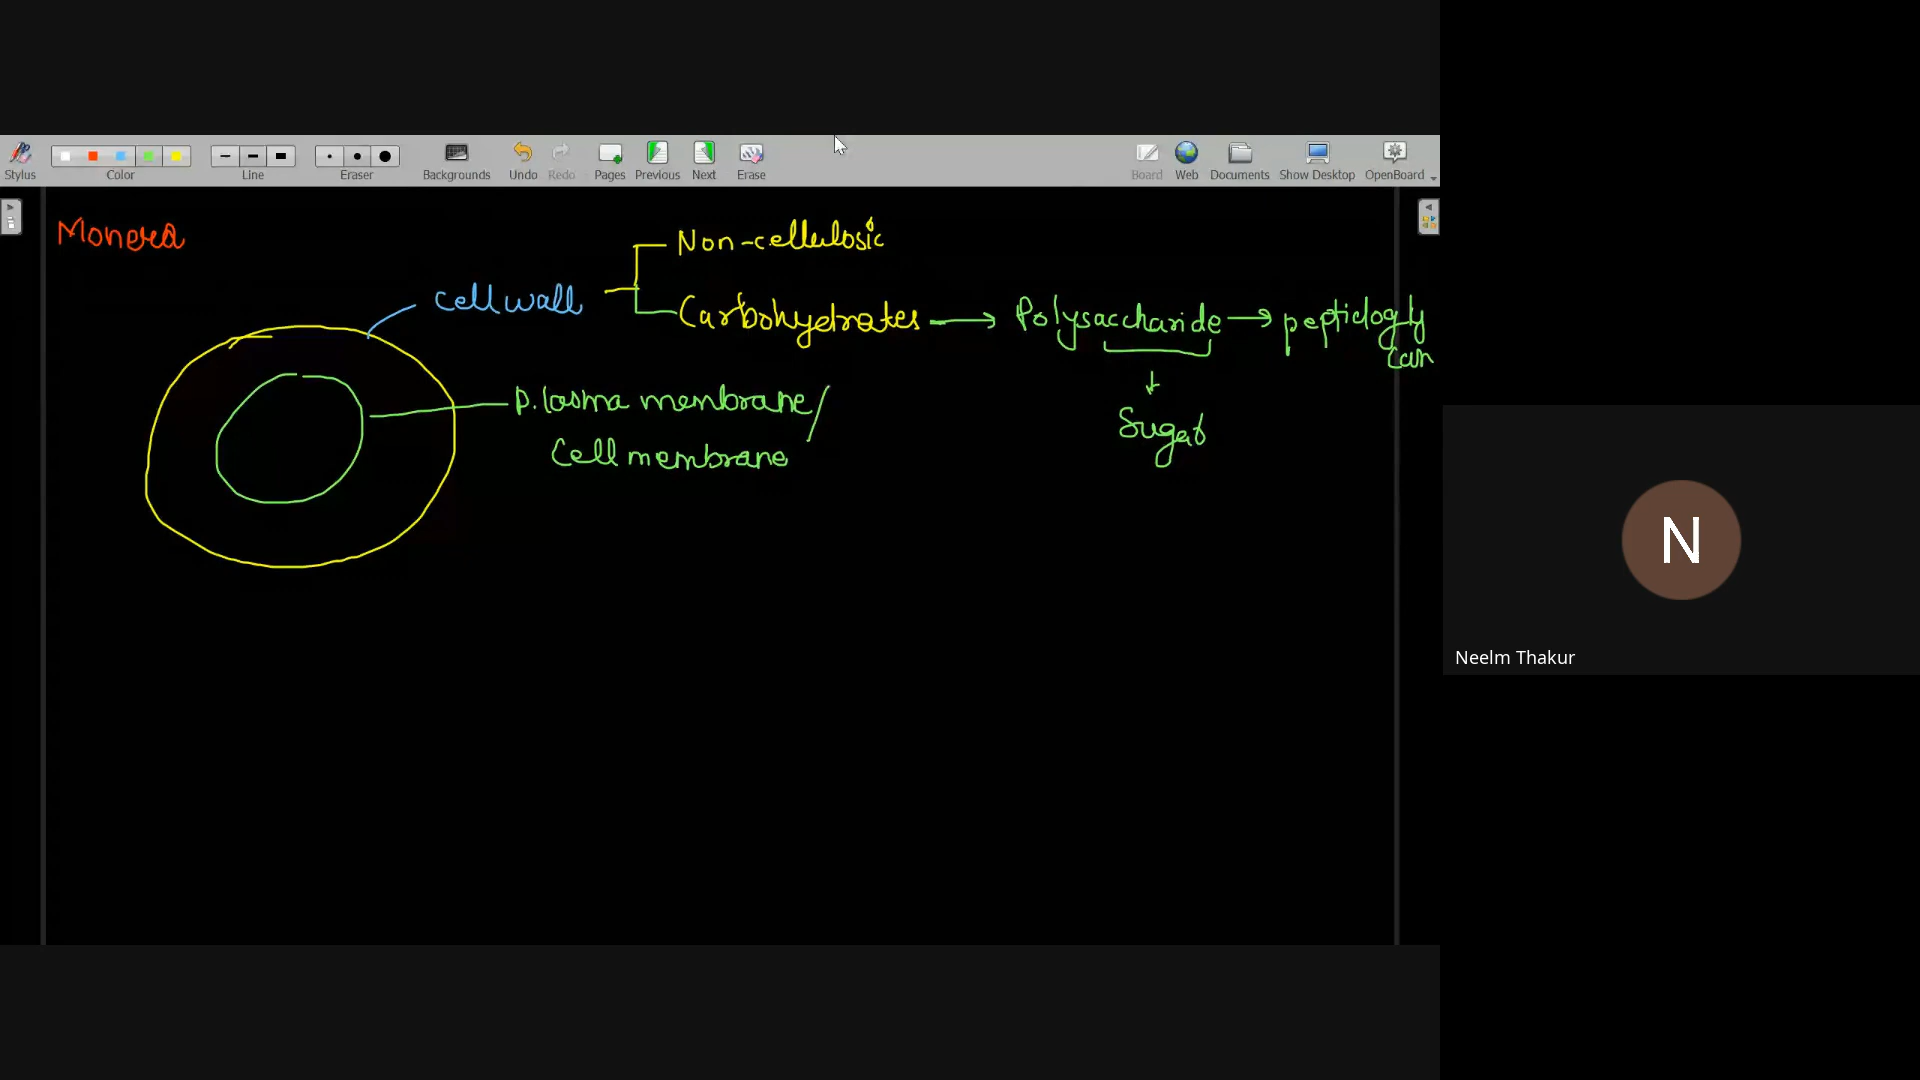 Stylus Color Line Eraser Backgrounds Undo Redo Pages Previous Next Erase Board Web Documents Show Desktop OpenBoard
Monera
Non-cellulosic
cell wall
Carbohydrates → Polysaccharide → peptidogly
can
P.lasma membrane/
Cell membrane
Sugar
N
Neelm Thakur